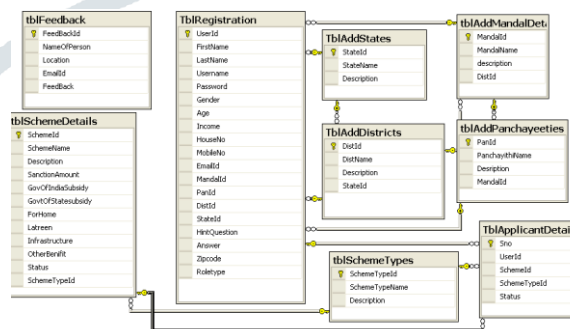 tblFeedback
FeedBackId
NameOfPerson
Location
EmailId
FeedBack
tblSchemeDetails
SchemeId
SchemeName
Description
SanctionAmount
GovOfIndiaSubsidy
GovtOfStatesubsidy
ForHome
Latreen
Infrastructure
OtherBenifit
Status
SchemeTypeId
TblRegistration
UserId
FirstName
LastName
Username
Password
Gender
Age
Income
HouseNo
MobileNo
EmailId
MandalId
PanId
DistId
StateId
HintQuestion
Answer
Zipcode
Roletype
TblAddStates
StateId
StateName
Description
TblAddDistricts
DistId
DistName
Description
StateId
tblSchemeTypes
SchemeTypeId
SchemeTypeName
Description
tblAddMandalDeta
MandalId
MandalName
description
DistId
tblAddPanchayeeties
PanId
PanchayithiName
Desription
MandalId
TblApplicantDetai
Sno
UserId
SchemeId
SchemeTypeId
Status